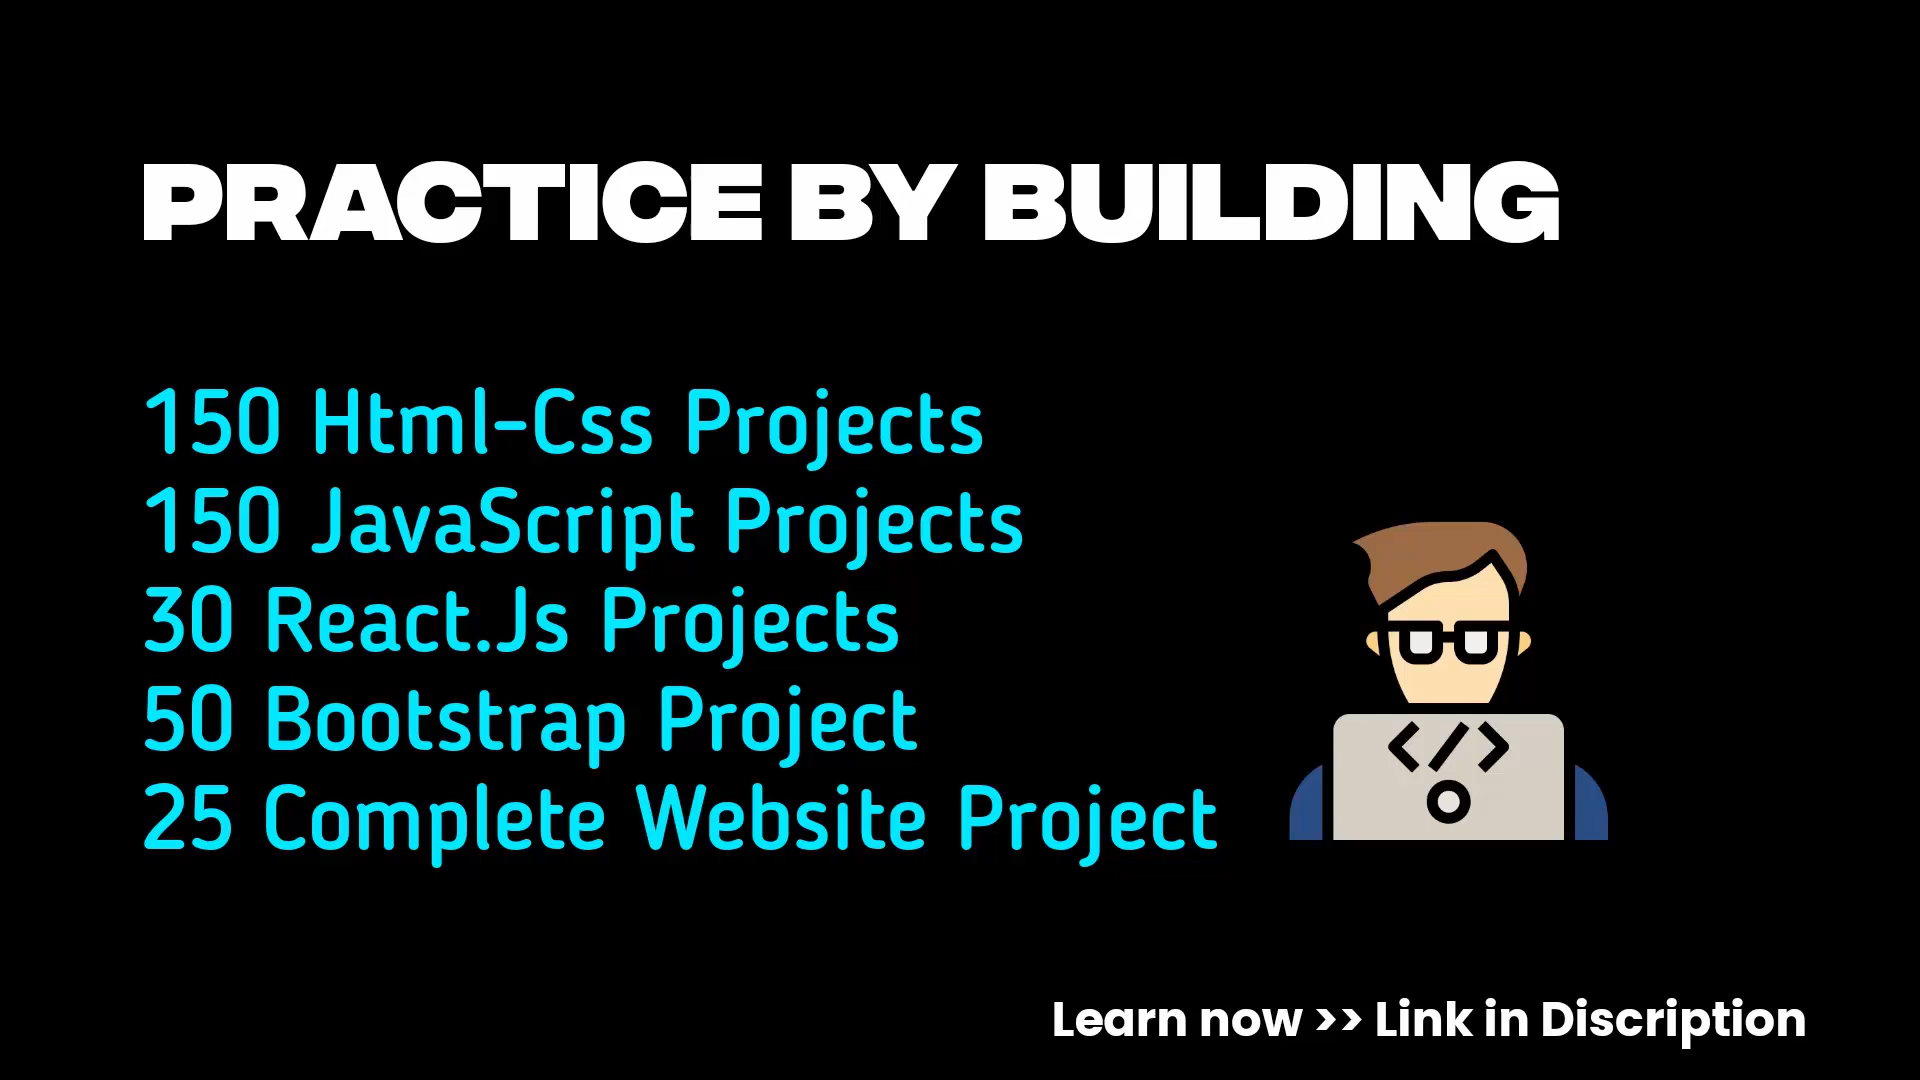 PRACTICE BY BUILDING
150 Html-Css Projects
150 JavaScript Projects
30 React.Js Projects
50 Bootstrap Project
25 Complete Website Project
</>
Learn now >> Link in Discription